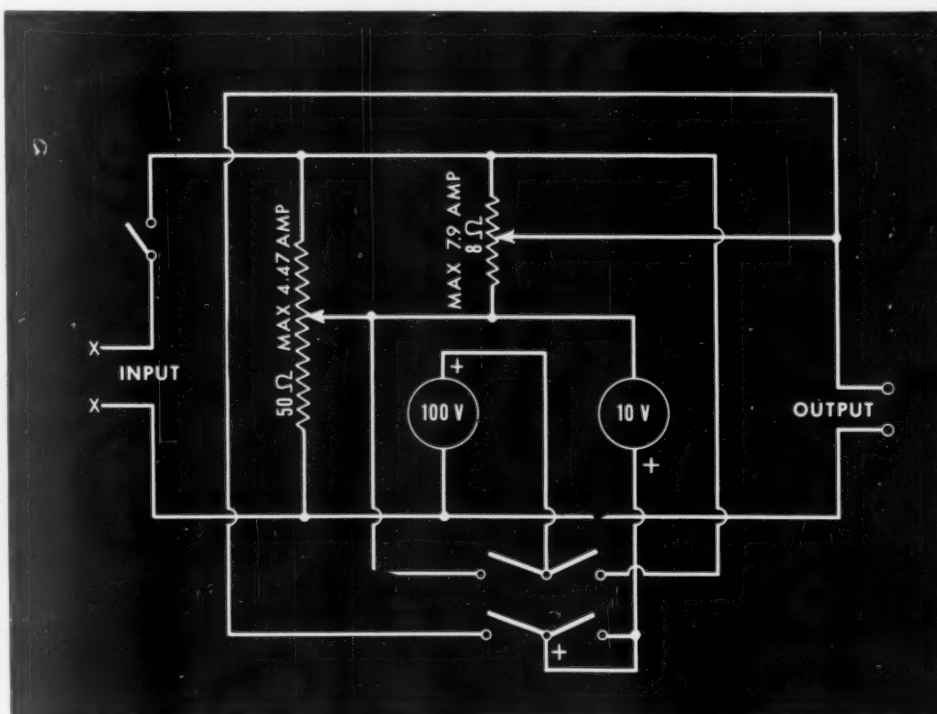 MAX 4.47 AMP
50 Ω
MAX 7.9 AMP
8 Ω
X
INPUT
X
+
100 V
10 V
+
OUTPUT
+